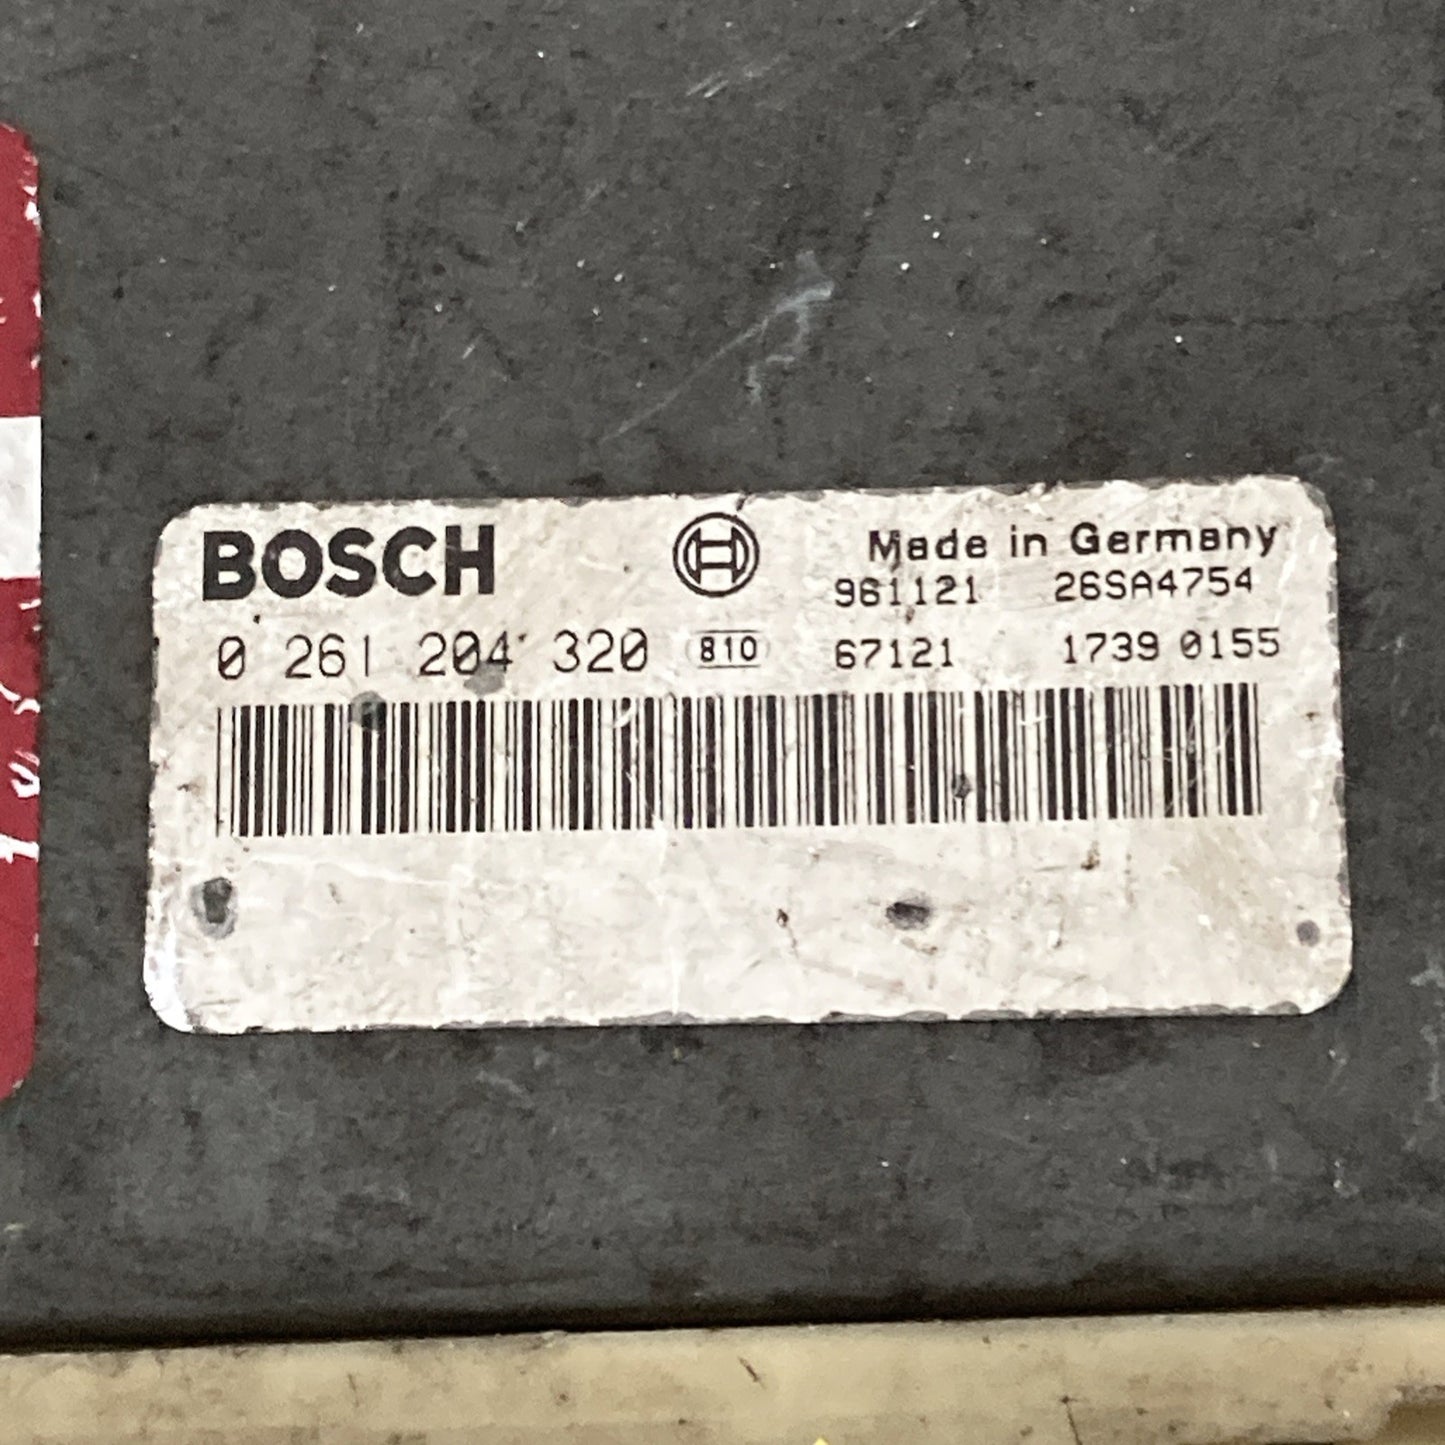 BOSCH
Made in Germany
961121 26SA4754
0 261 204 320 810 67121 1739 0155